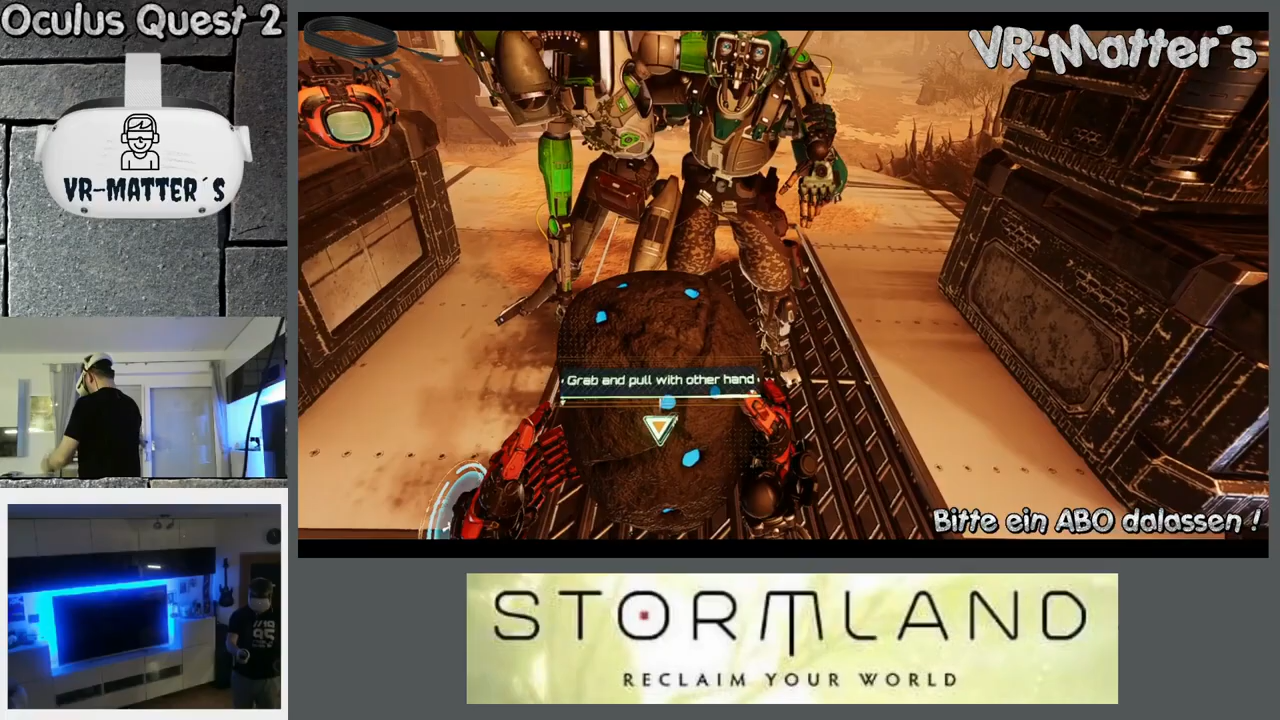 Oculus Quest 2
VR-MATTER´S
VR-Matter´s
Grab and pull with other hand
Bitte ein ABO dalassen !
STORMLAND
RECLAIM YOUR WORLD